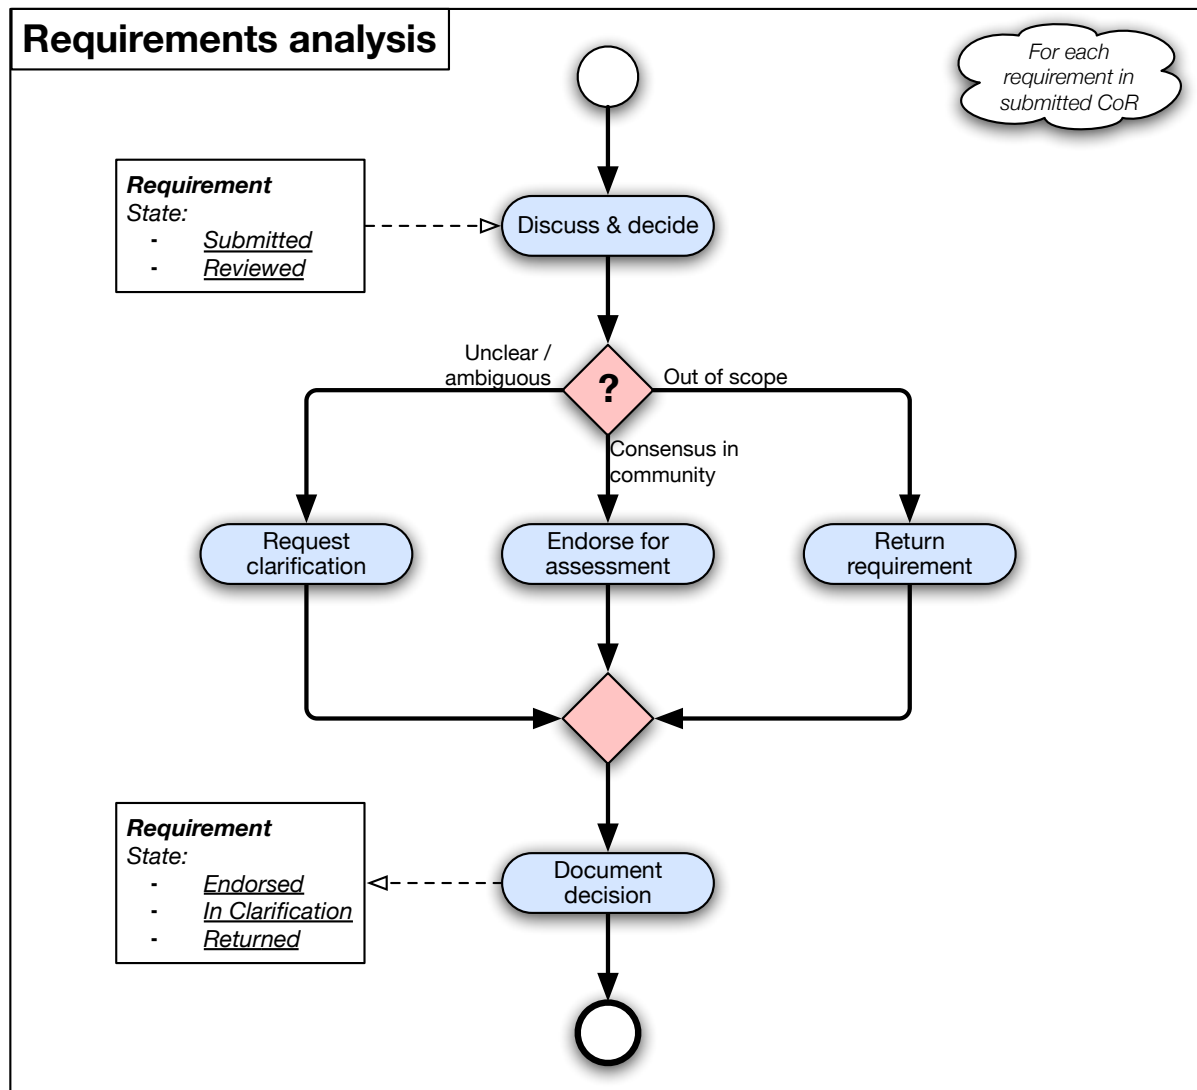 Requirements analysis
For each
requirement in
submitted CoR
Requirement
State:
- Submitted
- Reviewed
Discuss & decide
Unclear /
ambiguous
?
Out of scope
Consensus in
community
Request
clarification
Endorse for
assessment
Return
requirement
Requirement
State:
- Endorsed
- In Clarification
- Returned
Document
decision